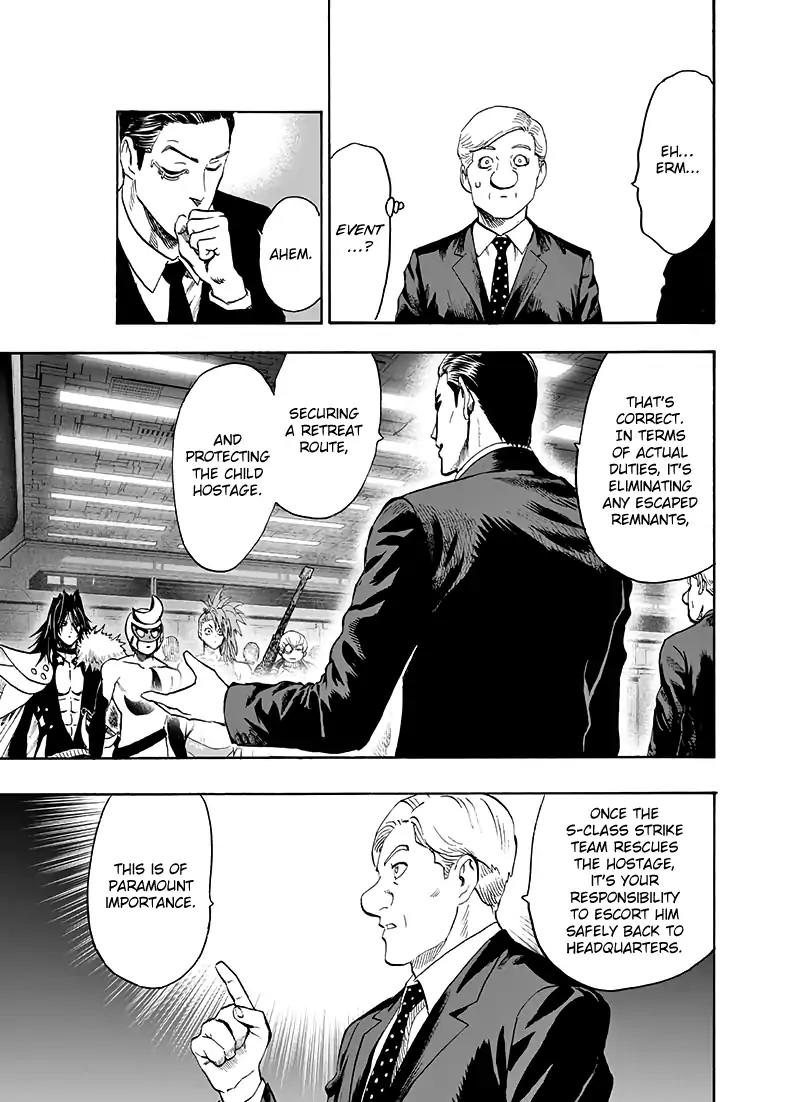 EH...
ERM...
EVENT
...?
AHEM.
THAT'S
CORRECT.
IN TERMS
OF ACTUAL
DUTIES, IT'S
ELIMINATING
ANY ESCAPED
REMNANTS,
SECURING
A RETREAT
ROUTE,
AND
PROTECTING
THE CHILD
HOSTAGE.
ONCE THE
S-CLASS STRIKE
TEAM RESCUES
THE HOSTAGE,
IT'S YOUR
RESPONSIBILITY
TO ESCORT HIM
SAFELY BACK TO
HEADQUARTERS.
THIS IS OF
PARAMOUNT
IMPORTANCE.